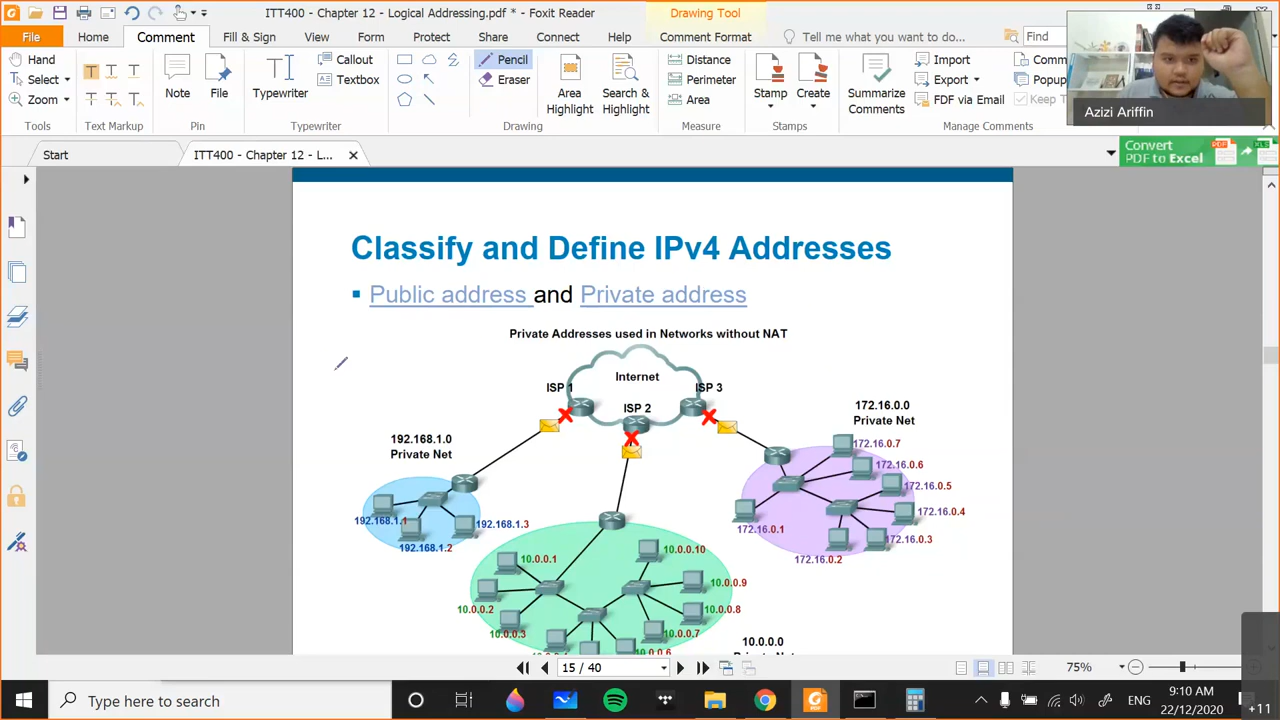 ITT400 - Chapter 12 - Logical Addressing.pdf * - Foxit Reader
Drawing Tool
File Home Comment Fill & Sign View Form Protect Share Connect Help Comment Format Tell me what you want to do... Find
Hand
Select
Zoom
Tools
Text Markup
Note
File
Pin
Typewriter
Callout
Textbox
Typewriter
Pencil
Eraser
Area Highlight
Search & Highlight
Drawing
Distance
Perimeter
Area
Measure
Stamp
Create
Stamps
Summarize Comments
Import
Export
FDF via Email
Comm
Popup
Keep T
Manage Comments
Azizi Ariffin
Start
ITT400 - Chapter 12 - L...
Convert
PDF to Excel
Classify and Define IPv4 Addresses
Public address and Private address
Private Addresses used in Networks without NAT
Internet
ISP 1
ISP 2
ISP 3
192.168.1.0
Private Net
192.168.1.1
192.168.1.2
192.168.1.3
172.16.0.0
Private Net
172.16.0.7
172.16.0.6
172.16.0.5
172.16.0.4
172.16.0.3
172.16.0.2
172.16.0.1
10.0.0.1
10.0.0.2
10.0.0.3
10.0.0.10
10.0.0.9
10.0.0.8
10.0.0.7
10.0.0.6
10.0.0.0
Private Net
15 / 40
75%
Type here to search
ENG
9:10 AM
22/12/2020
+11